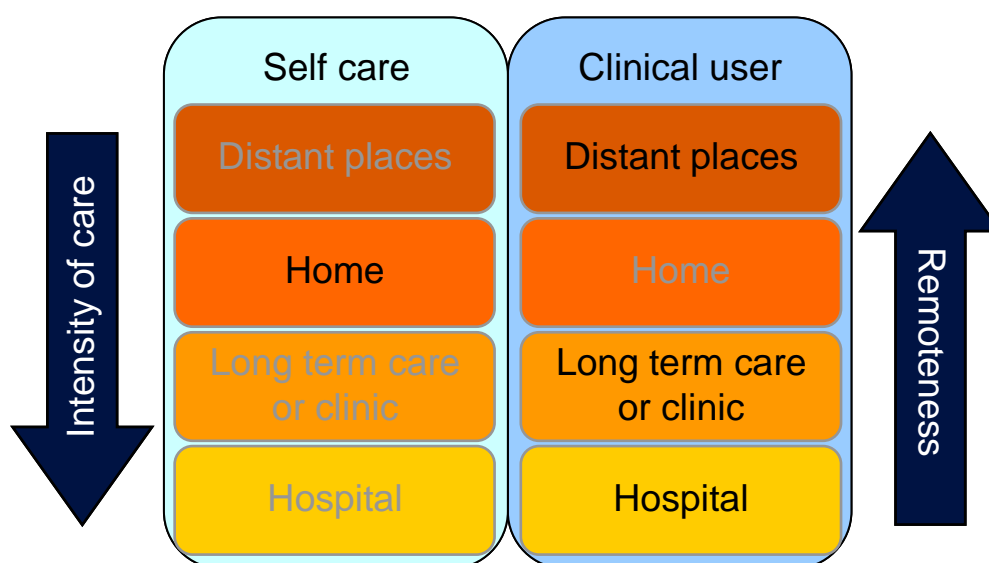 Self care
Clinical user
Intensity of care
Distant places
Distant places
Home
Home
Long term care
or clinic
Long term care
or clinic
Hospital
Hospital
Remoteness